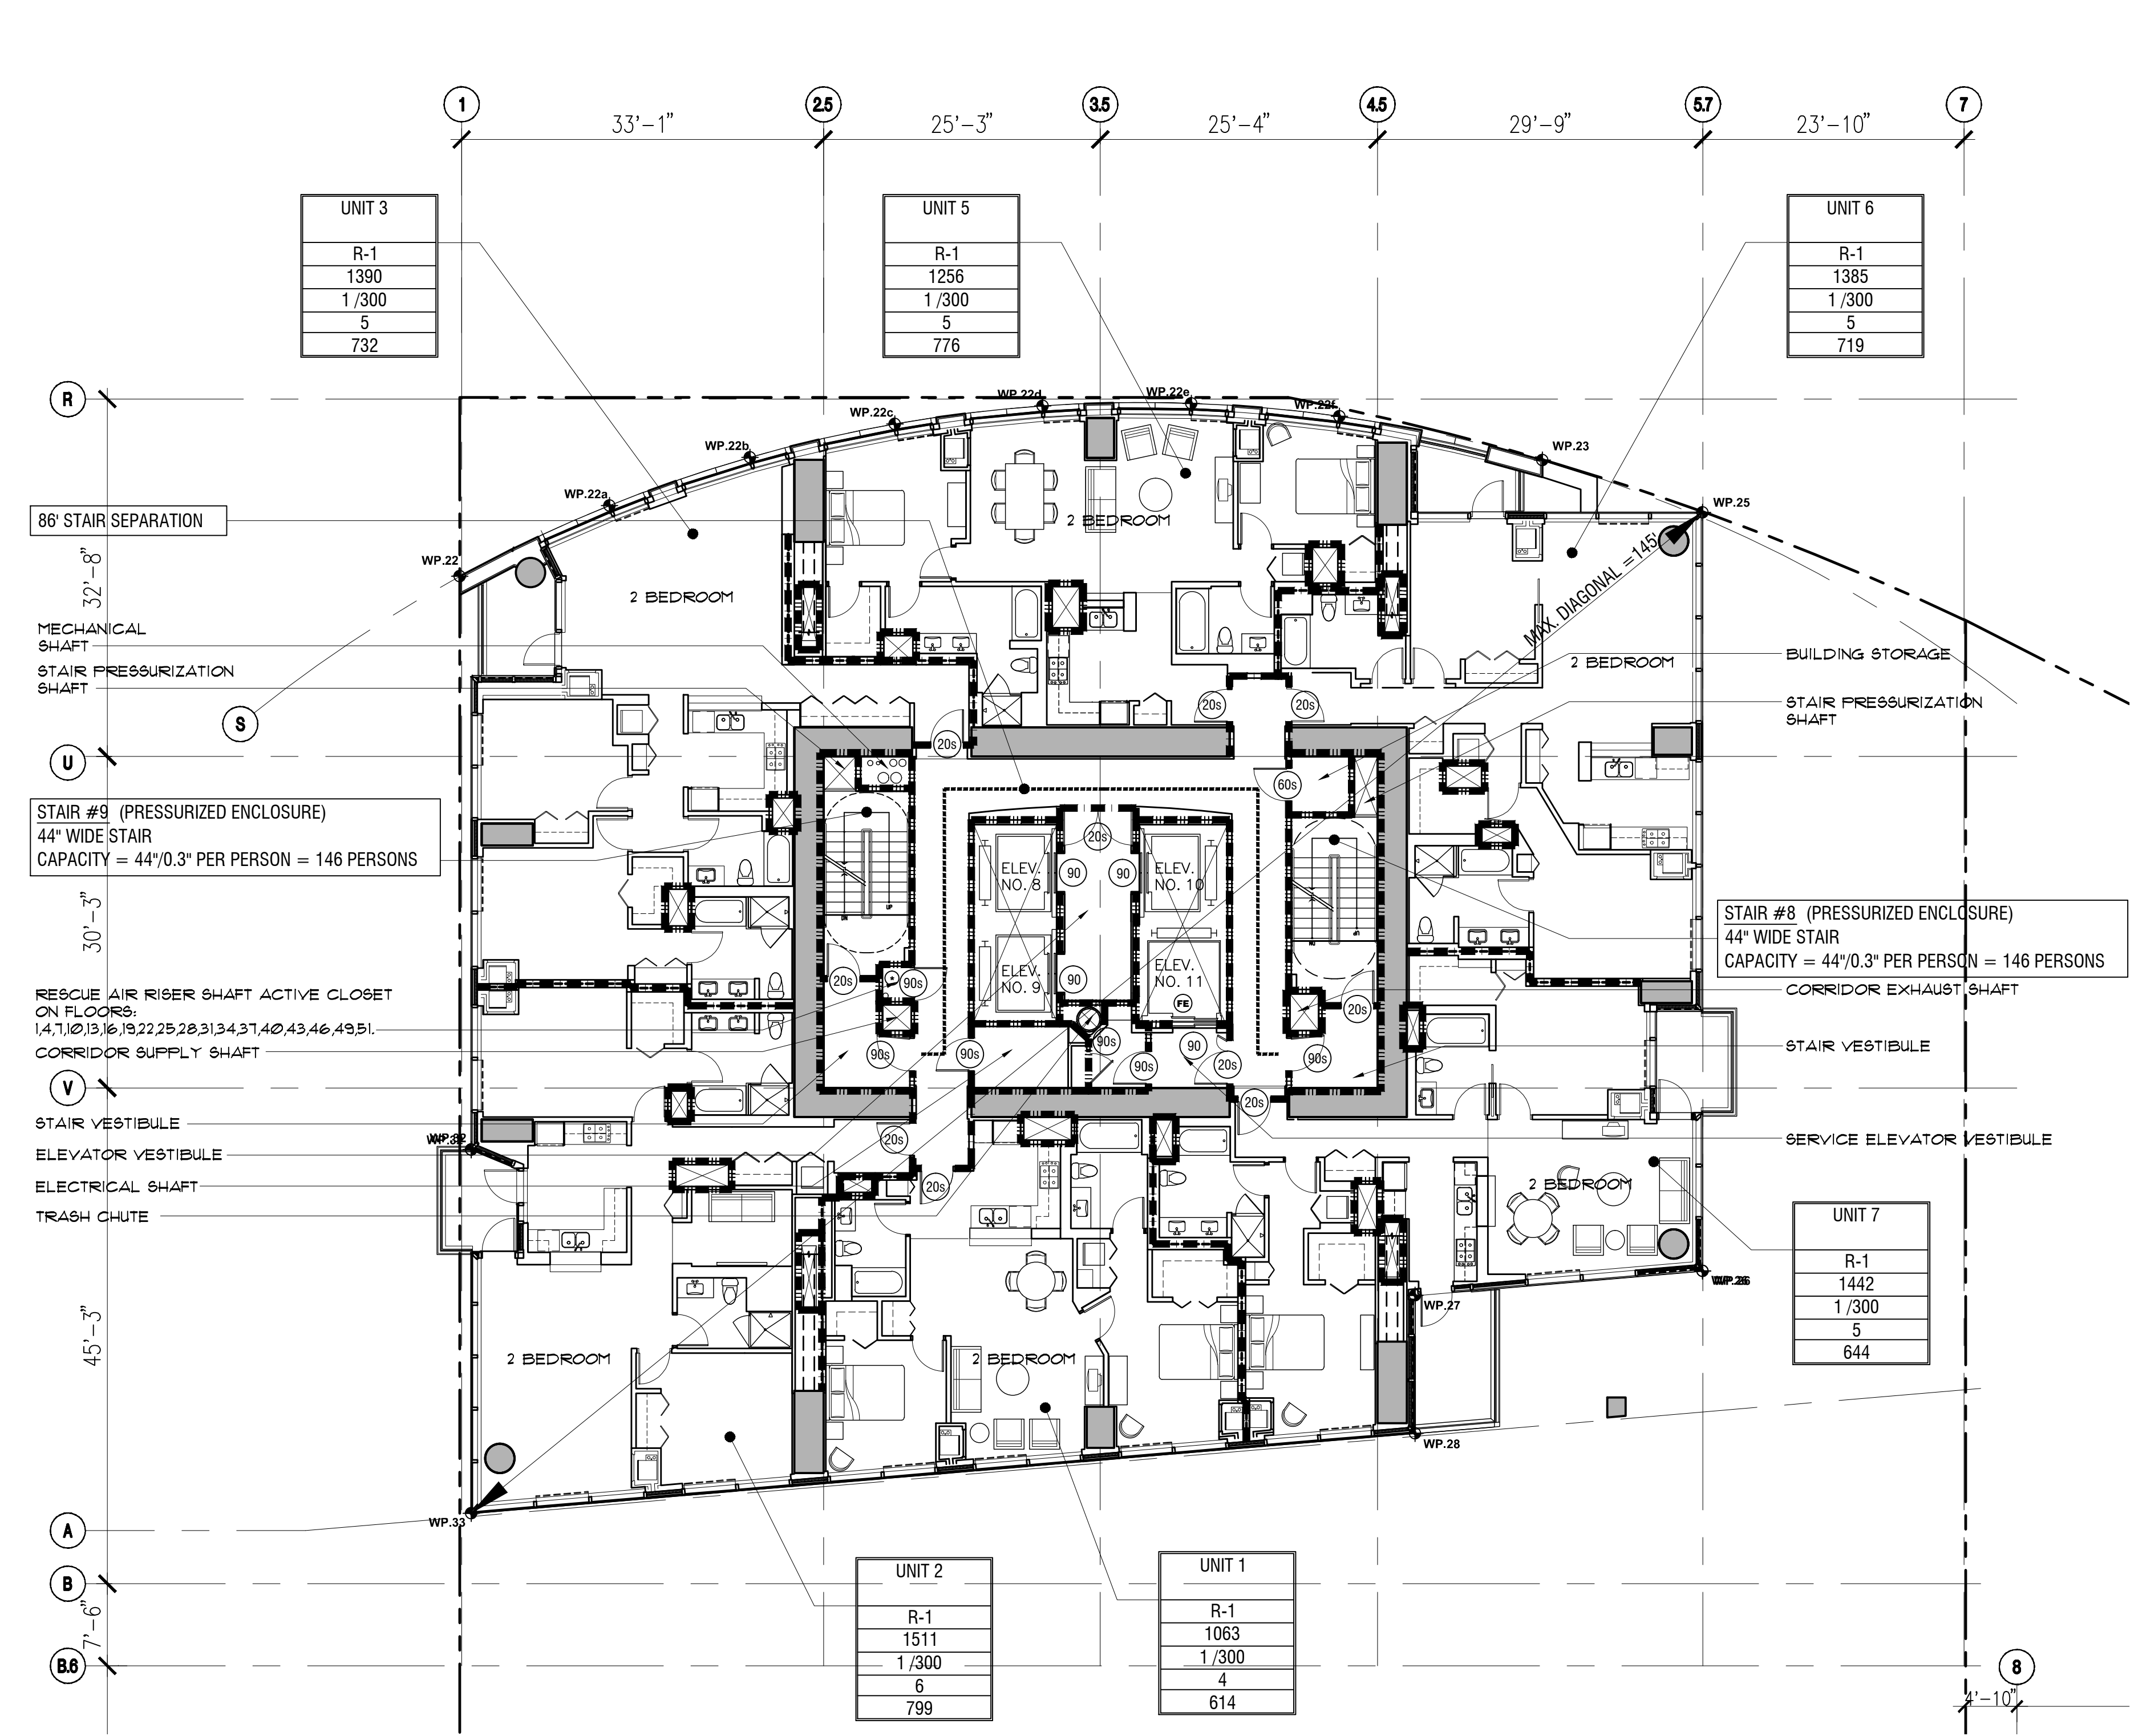 1
2.5
3.5
4.5
5.7
7
33'-1"
25'-3"
25'-4"
29'-9"
23'-10"
UNIT 3
R-1
1390
1 /300
5
732
UNIT 5
R-1
1256
1 /300
5
776
UNIT 6
R-1
1385
1 /300
5
719
R
WP.22d
WP.22e
WP.22f
WP.22c
WP.22b
WP.23
WP.22a
WP.25
86' STAIR SEPARATION
2 BEDROOM
MAX. DIAGONAL =145'
WP.22
32'-8"
2 BEDROOM
MECHANICAL
SHAFT
STAIR PRESSURIZATION
SHAFT
2 BEDROOM
BUILDING STORAGE
STAIR PRESSURIZATION
SHAFT
S
20s
20s
20s
U
60s
STAIR #9 (PRESSURIZED ENCLOSURE)
44" WIDE STAIR
CAPACITY = 44"/0.3" PER PERSON = 146 PERSONS
20s
ELEV.
NO. 8
90
90
ELEV.
NO. 10
DN
UP
UP
DN
STAIR #8 (PRESSURIZED ENCLOSURE)
44" WIDE STAIR
CAPACITY = 44"/0.3" PER PERSON = 146 PERSONS
30'-3"
20s
90s
ELEV.
NO. 9
90
ELEV.
NO. 11
FE
20s
CORRIDOR EXHAUST SHAFT
RESCUE AIR RISER SHAFT ACTIVE CLOSET
ON FLOORS:
1,4,7,10,13,16,19,22,25,28,31,34,37,40,43,46,49,51.
CORRIDOR SUPPLY SHAFT
90s
90s
90s
90
90s
20s
90s
STAIR VESTIBULE
V
20s
STAIR VESTIBULE
20s
SERVICE ELEVATOR VESTIBULE
ELEVATOR VESTIBULE
ELECTRICAL SHAFT
20s
2 BEDROOM
TRASH CHUTE
UNIT 7
R-1
1442
1 /300
5
644
WP.27
45'-3"
2 BEDROOM
2 BEDROOM
WP.28
WP.33
A
B
7'-6"
B.6
UNIT 2
R-1
1511
1 /300
6
799
UNIT 1
R-1
1063
1 /300
4
614
8
4'-10"